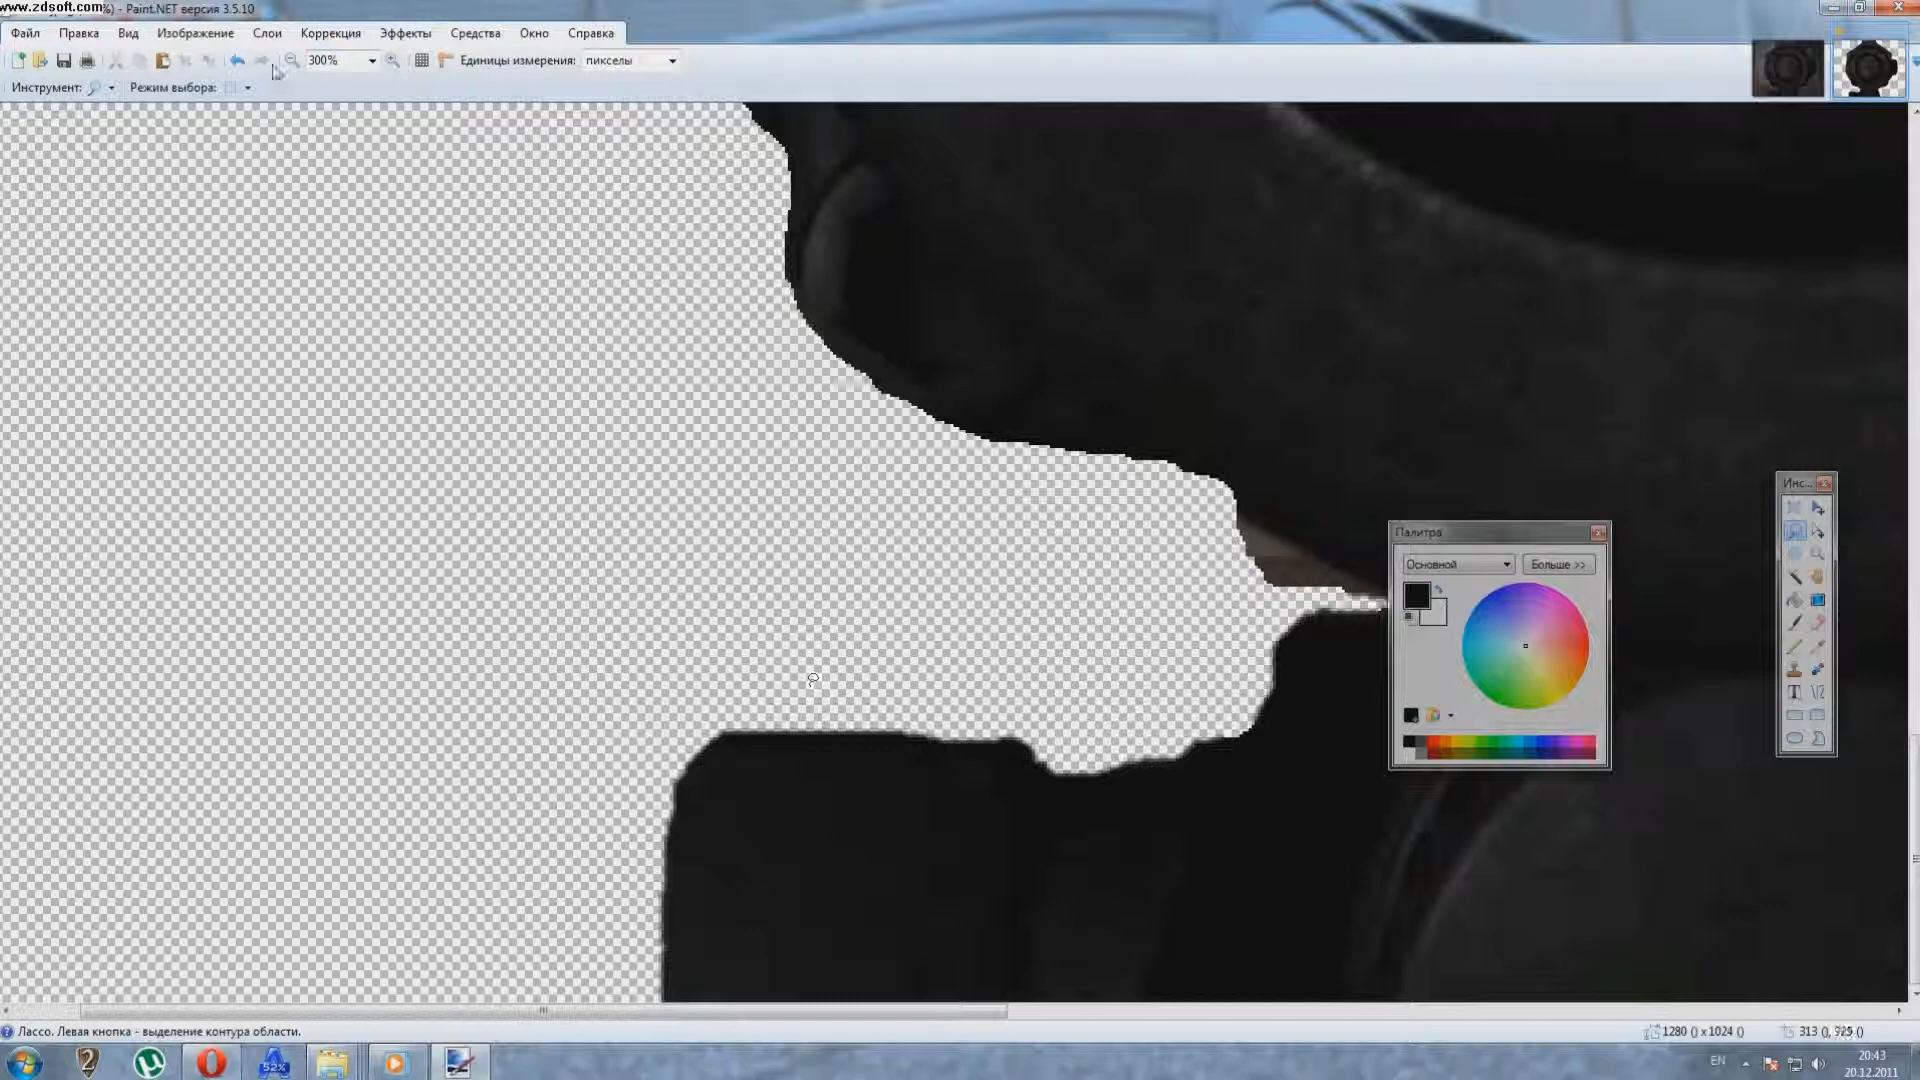 www.zdsoft.com
%) - Paint.NET версия 3.5.10
Файл Правка Вид Изображение Слои Коррекция Эффекты Средства Окно Справка
300% Единицы измерения: пикселы
Инструмент: Режим выбора:
Инс...
Палитра
Основной Больше >>
Лассо. Левая кнопка - выделение контура области.
1280 () x 1024 ()
52%
EN
20:43
20.12.2011